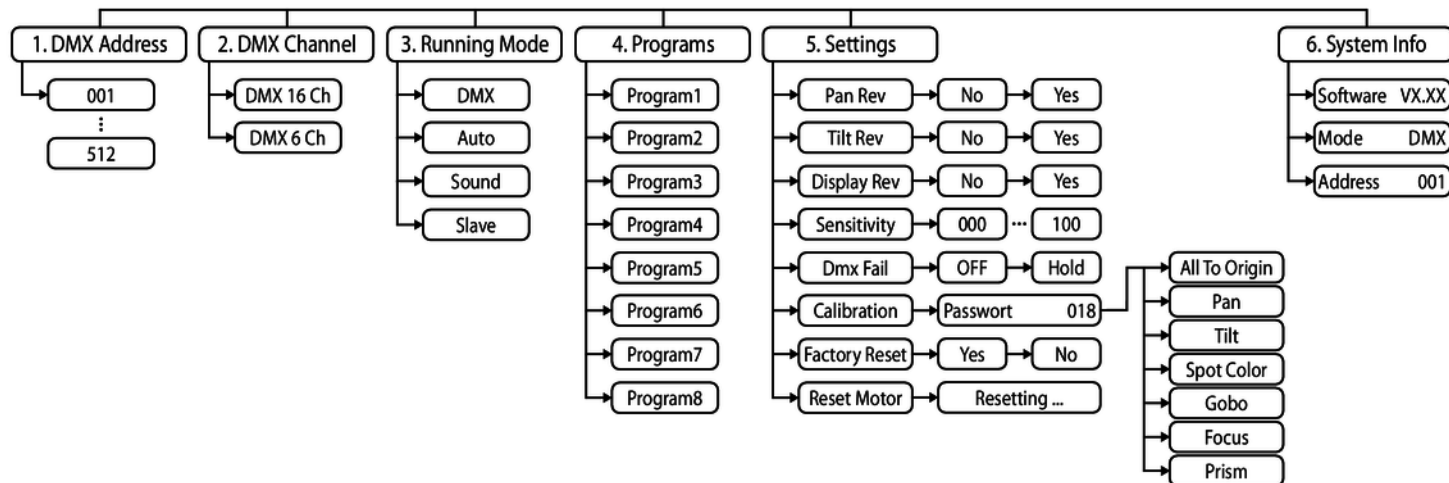 1. DMX Address
2. DMX Channel
3. Running Mode
4. Programs
5. Settings
6. System Info
001
⋮
512
DMX 16 Ch
DMX 6 Ch
DMX
Auto
Sound
Slave
Program1
Program2
Program3
Program4
Program5
Program6
Program7
Program8
Pan Rev No Yes
Tilt Rev No Yes
Display Rev No Yes
Sensitivity 000 ... 100
Dmx Fail OFF Hold
Calibration Passwort 018
Factory Reset Yes No
Reset Motor Resetting ...
All To Origin
Pan
Tilt
Spot Color
Gobo
Focus
Prism
Software VX.XX
Mode DMX
Address 001